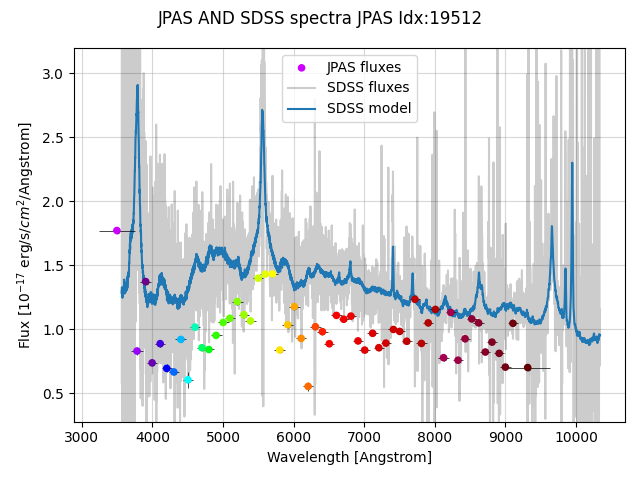 JPAS AND SDSS spectra JPAS Idx:19512
JPAS fluxes
SDSS fluxes
SDSS model
Flux [10⁻¹⁷ erg/s/cm²/Angstrom]
3.0
2.5
2.0
1.5
1.0
0.5
3000 4000 5000 6000 7000 8000 9000 10000
Wavelength [Angstrom]